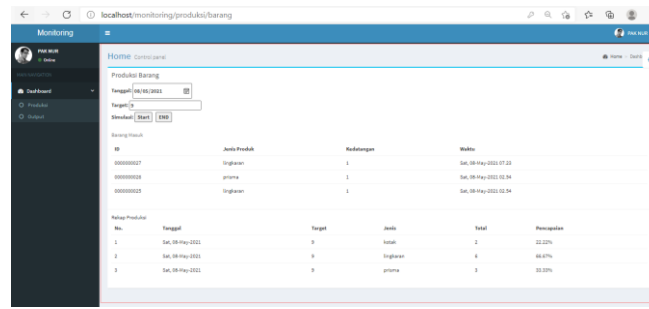 localhost/monitoring/produksi/barang
Monitoring
PAK NUR
PAK NUR
Online
MAIN NAVIGATION
Dashboard
Produksi
Output
Home Control panel
Home
Produksi Barang
Tanggal: 08/05/2021
Target: 9
Simulasi: Start END
Barang Masuk
ID Jenis Produk Kedatangan Waktu
0000000027 lingkaran 1 Sat, 08-May-2021 07.23
0000000026 prisma 1 Sat, 08-May-2021 02.54
0000000025 lingkaran 1 Sat, 08-May-2021 02.54
Rekap Produksi
No. Tanggal Target Jenis Total Pencapaian
1 Sat, 08-May-2021 9 kotak 2 22.22%
2 Sat, 08-May-2021 9 lingkaran 6 66.67%
3 Sat, 08-May-2021 9 prisma 3 33.33%